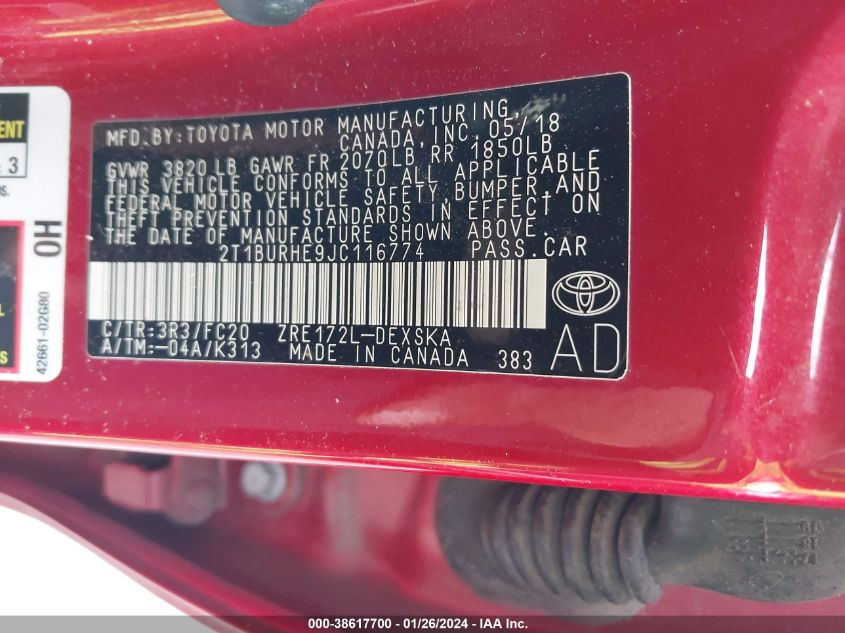 MFD.BY:TOYOTA MOTOR MANUFACTURING,
CANADA, INC. 05/18
GVWR 3820 LB GAWR FR 2070LB RR 1850LB
THIS VEHICLE CONFORMS TO ALL APPLICABLE
FEDERAL MOTOR VEHICLE SAFETY, BUMPER, AND
THEFT PREVENTION STANDARDS IN EFFECT ON
THE DATE OF MANUFACTURE SHOWN ABOVE.
2T1BURHE9JC116774 PASS.CAR
C/TR:3R3/FC20 ZRE172L-DEXSKA
A/TM:-04A/K313 MADE IN CANADA 383
AD
3
OH
42661-02G80
000-38617700 - 01/26/2024 - Copyright © IAA, Inc.